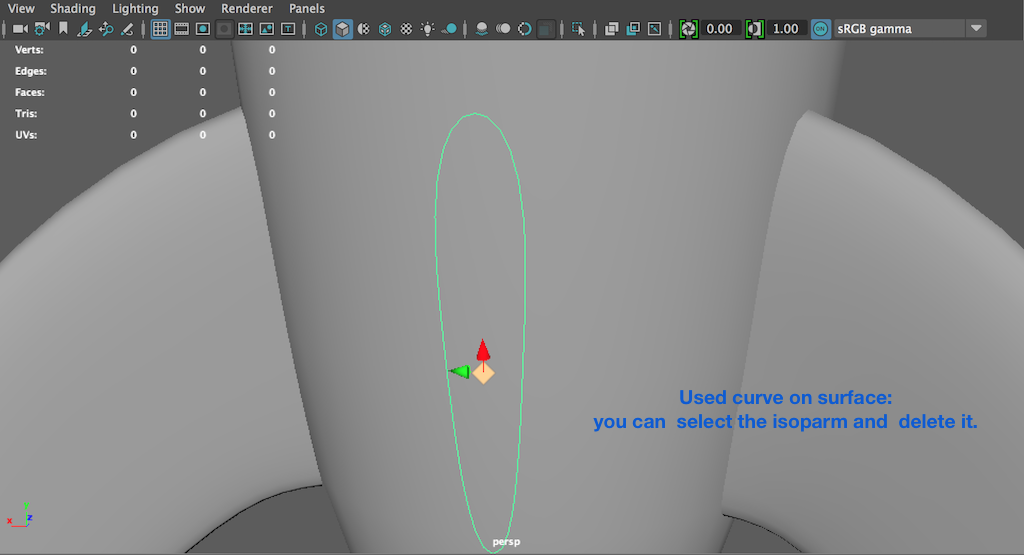 View Shading Lighting Show Renderer Panels
0.00 1.00 ON sRGB gamma
Verts: 0 0 0
Edges: 0 0 0
Faces: 0 0 0
Tris: 0 0 0
UVs: 0 0 0
Used curve on surface:
you can  select the isoparm and  delete it.
Y
x z
persp